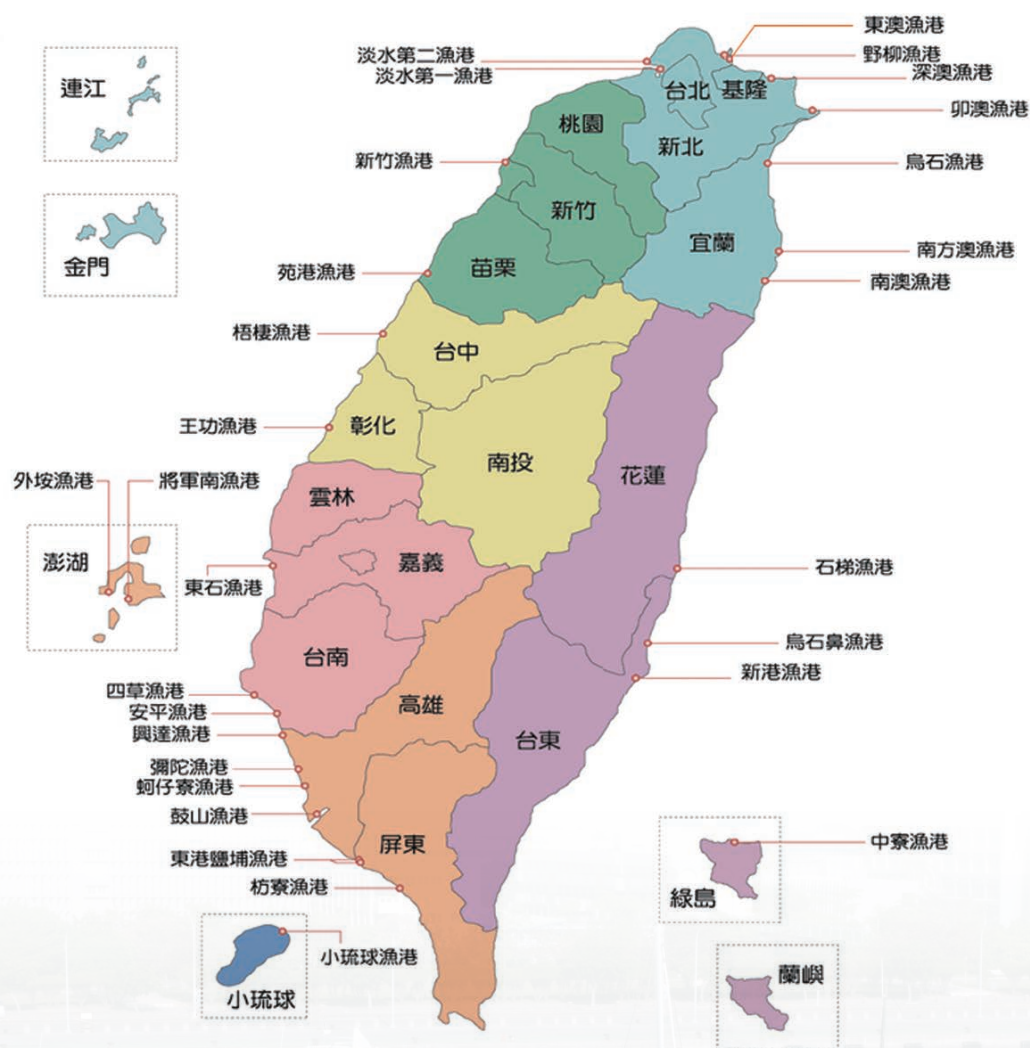 東澳漁港
野柳漁港
淡水第二漁港
淡水第一漁港
深澳漁港
連江
台北
基隆
卯澳漁港
桃園
新北
新竹漁港
烏石漁港
新竹
宜蘭
金門
苗栗
苑港漁港
南方澳漁港
南澳漁港
梧棲漁港
台中
王功漁港
彰化
南投
花蓮
外垵漁港
將軍南漁港
雲林
澎湖
嘉義
石梯漁港
東石漁港
烏石鼻漁港
台南
新港漁港
四草漁港
高雄
安平漁港
興達漁港
台東
彌陀漁港
蚵仔寮漁港
鼓山漁港
屏東
中寮漁港
東港鹽埔漁港
枋寮漁港
綠島
小琉球漁港
蘭嶼
小琉球